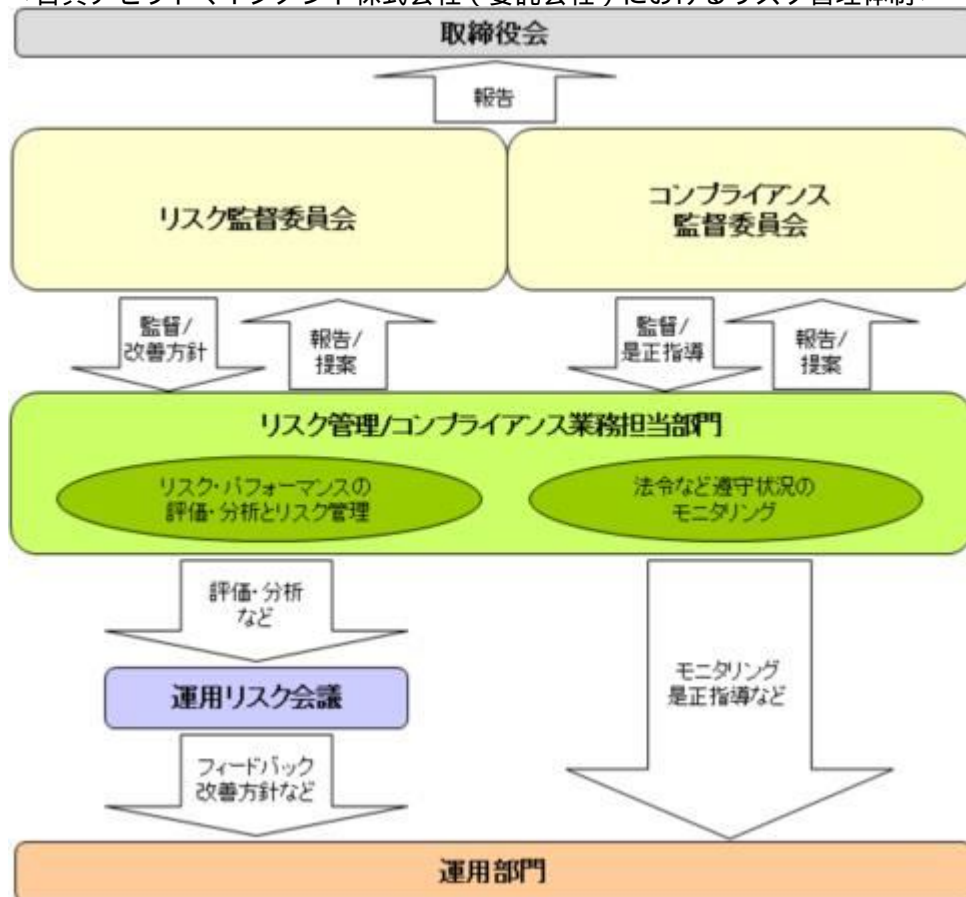 取締役会
報告
リスク監督委員会
コンプライアンス
監督委員会
監督/
改善方針
報告/
提案
監督/
是正指導
報告/
提案
リスク管理/コンプライアンス業務担当部門
リスク・パフォーマンスの
評価・分析とリスク管理
法令など遵守状況の
モニタリング
評価・分析
など
運用リスク会議
モニタリング
是正指導など
フィードバック
改善方針など
運用部門